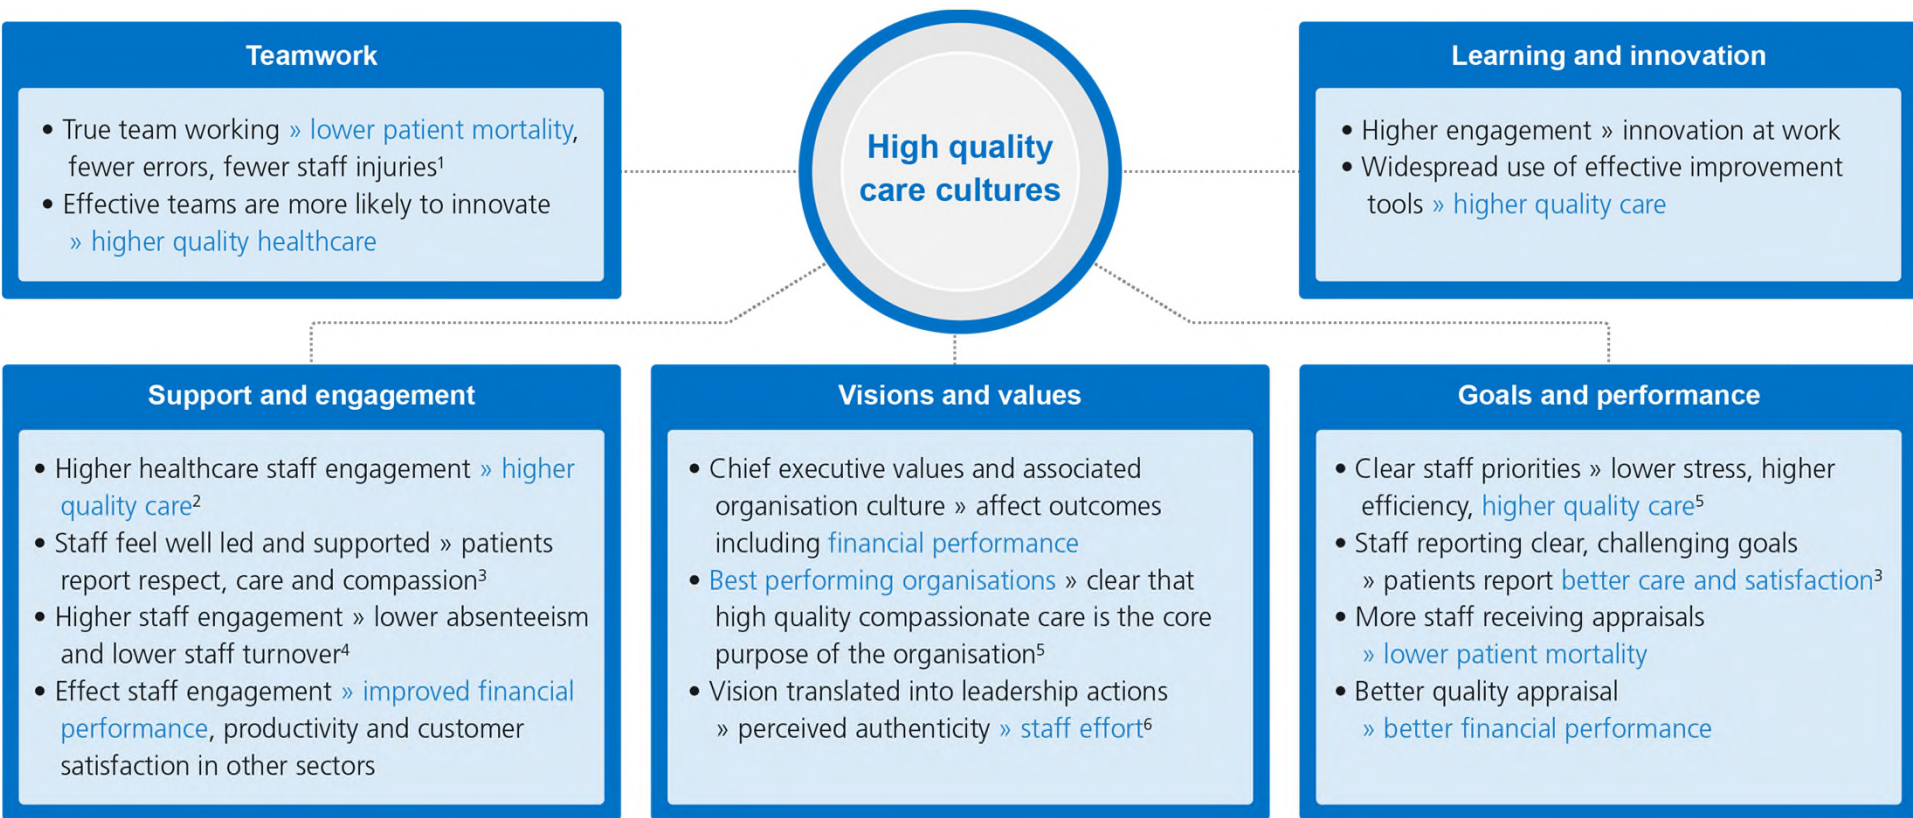 Teamwork
• True team working » lower patient mortality,
fewer errors, fewer staff injuries¹
• Effective teams are more likely to innovate
» higher quality healthcare
High quality
care cultures
Learning and innovation
• Higher engagement » innovation at work
• Widespread use of effective improvement
tools » higher quality care
Support and engagement
• Higher healthcare staff engagement » higher
quality care²
• Staff feel well led and supported » patients
report respect, care and compassion³
• Higher staff engagement » lower absenteeism
and lower staff turnover⁴
• Effect staff engagement » improved financial
performance, productivity and customer
satisfaction in other sectors
Visions and values
• Chief executive values and associated
organisation culture » affect outcomes
including financial performance
• Best performing organisations » clear that
high quality compassionate care is the core
purpose of the organisation⁵
• Vision translated into leadership actions
» perceived authenticity » staff effort⁶
Goals and performance
• Clear staff priorities » lower stress, higher
efficiency, higher quality care⁵
• Staff reporting clear, challenging goals
» patients report better care and satisfaction³
• More staff receiving appraisals
» lower patient mortality
• Better quality appraisal
» better financial performance